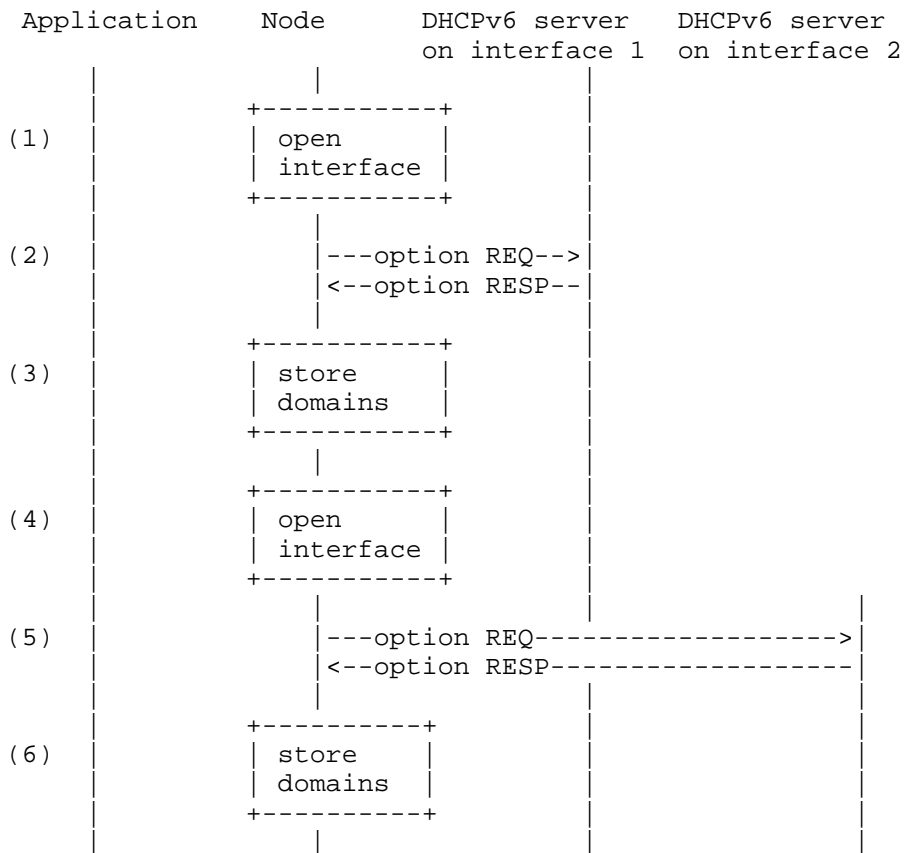 Application Node DHCPv6 server DHCPv6 server
on interface 1 on interface 2
(1) open
interface
(2) ---option REQ-->
<--option RESP--
(3) store
domains
(4) open
interface
(5) ---option REQ------------------->
<--option RESP-------------------
(6) store
domains